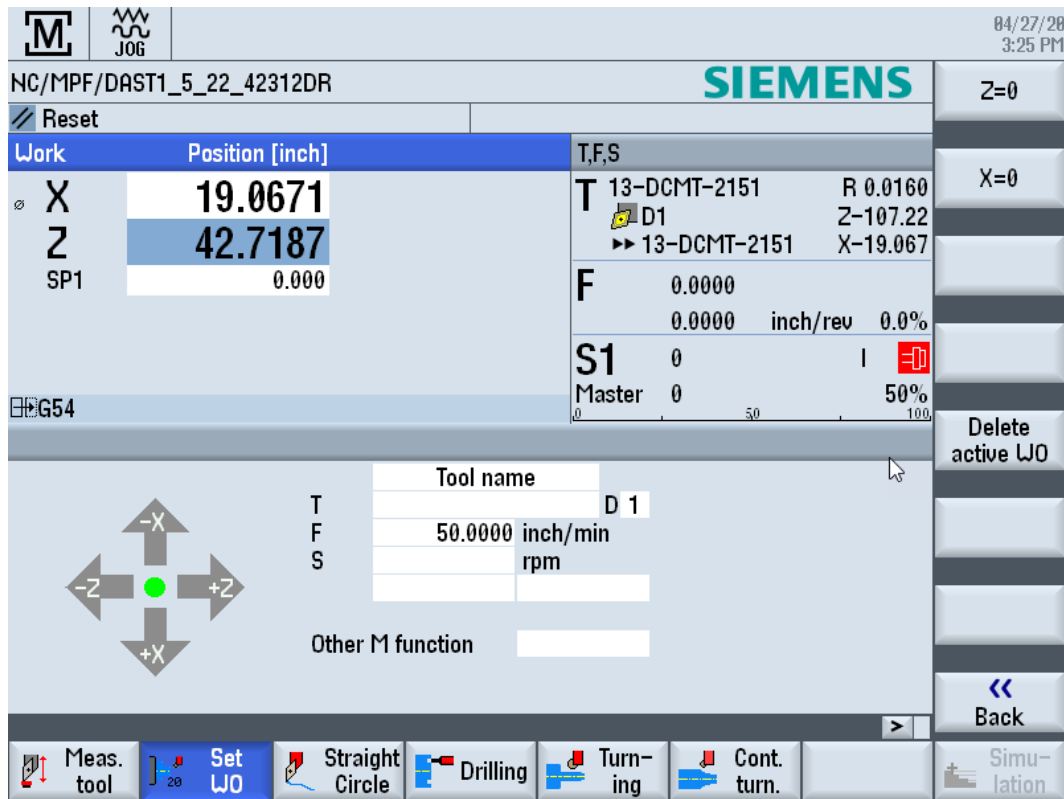 M
JOG
04/27/20
3:25 PM
NC/MPF/DAST1_5_22_42312DR
SIEMENS
Z=0
Reset
Work Position [inch]
T,F,S
X=0
ø X 19.0671
Z 42.7187
SP1 0.000
T 13-DCMT-2151 R 0.0160
D1 Z-107.22
13-DCMT-2151 X-19.067
F 0.0000
0.0000 inch/rev 0.0%
S1 0 I
Master 0 50%
0 50 100
G54
Delete
active WO
Tool name
T D 1
F 50.0000 inch/min
S rpm
-X
-Z +Z
+X
Other M function
<< Back
>
Meas.
tool
20
Set
WO
Straight
Circle
Drilling
Turn-
ing
Cont.
turn.
Simu-
lation